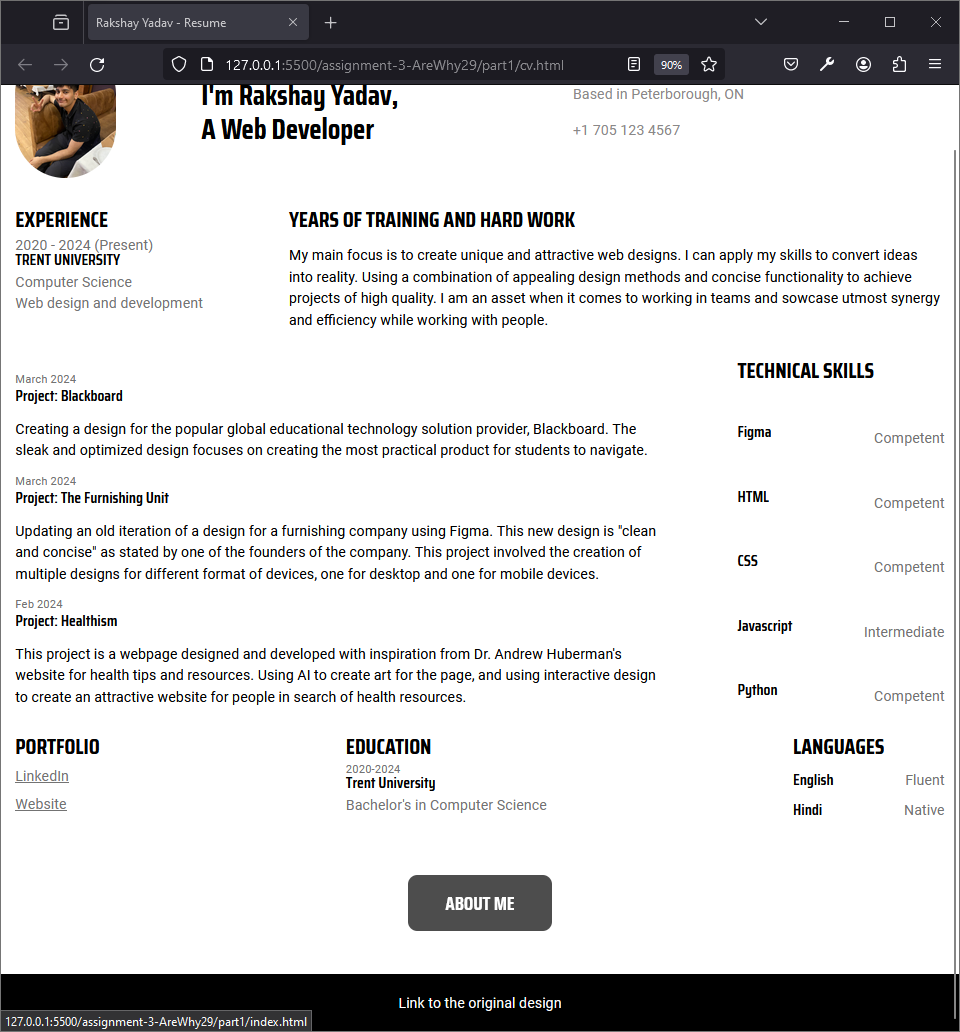 Rakshay Yadav - Resume
127.0.0.1:5500/assignment-3-AreWhy29/part1/cv.html
90%
I'm Rakshay Yadav,
A Web Developer
Based in Peterborough, ON
+1 705 123 4567
EXPERIENCE
2020 - 2024 (Present)
TRENT UNIVERSITY
Computer Science
Web design and development
YEARS OF TRAINING AND HARD WORK
My main focus is to create unique and attractive web designs. I can apply my skills to convert ideas
into reality. Using a combination of appealing design methods and concise functionality to achieve
projects of high quality. I am an asset when it comes to working in teams and sowcase utmost synergy
and efficiency while working with people.
March 2024
Project: Blackboard
Creating a design for the popular global educational technology solution provider, Blackboard. The
sleak and optimized design focuses on creating the most practical product for students to navigate.
March 2024
Project: The Furnishing Unit
Updating an old iteration of a design for a furnishing company using Figma. This new design is "clean
and concise" as stated by one of the founders of the company. This project involved the creation of
multiple designs for different format of devices, one for desktop and one for mobile devices.
Feb 2024
Project: Healthism
This project is a webpage designed and developed with inspiration from Dr. Andrew Huberman's
website for health tips and resources. Using AI to create art for the page, and using interactive design
to create an attractive website for people in search of health resources.
TECHNICAL SKILLS
Figma Competent
HTML Competent
CSS Competent
Javascript Intermediate
Python Competent
PORTFOLIO
LinkedIn
Website
EDUCATION
2020-2024
Trent University
Bachelor's in Computer Science
LANGUAGES
English Fluent
Hindi Native
ABOUT ME
Link to the original design
127.0.0.1:5500/assignment-3-AreWhy29/part1/index.html